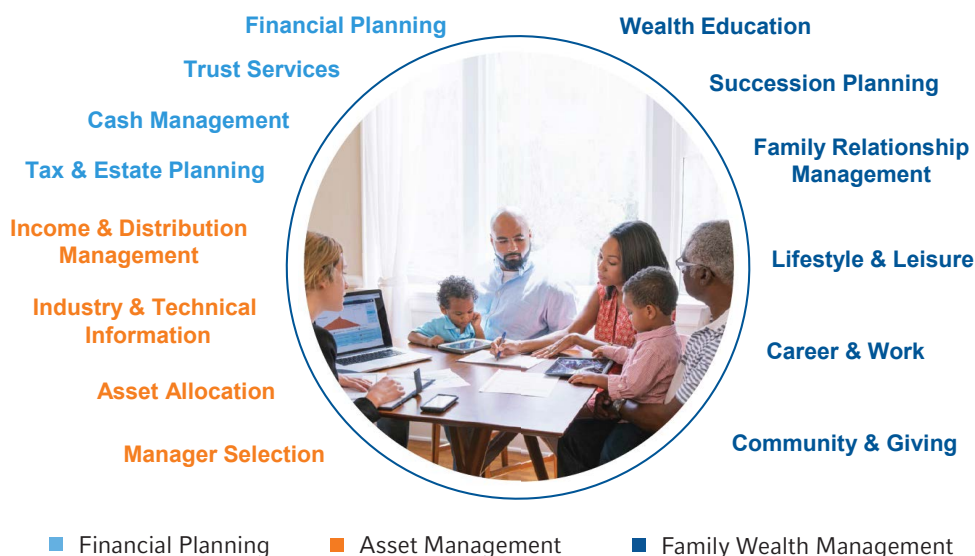 Financial Planning
Trust Services
Cash Management
Tax & Estate Planning
Income & Distribution
Management
Industry & Technical
Information
Asset Allocation
Manager Selection
Wealth Education
Succession Planning
Family Relationship
Management
Lifestyle & Leisure
Career & Work
Community & Giving
Financial Planning
Asset Management
Family Wealth Management